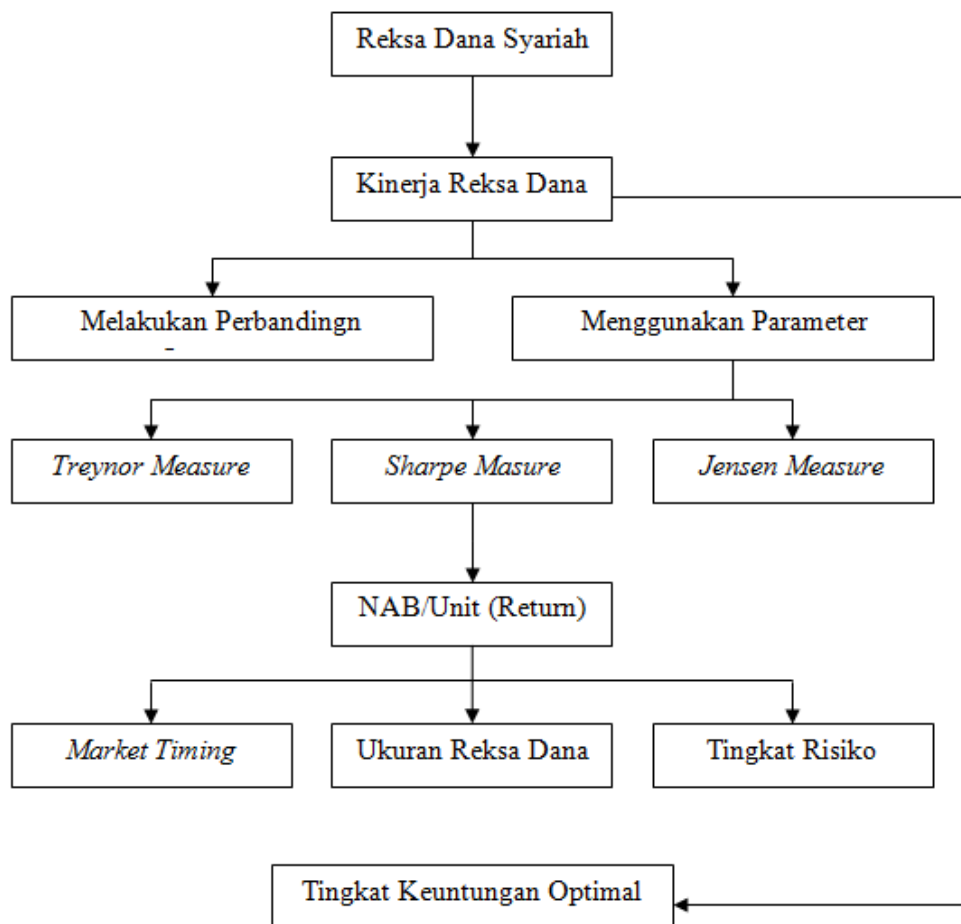 Reksa Dana Syariah
Kinerja Reksa Dana
Melakukan Perbandingn
Menggunakan Parameter
Treynor Measure
Sharpe Masure
Jensen Measure
NAB/Unit (Return)
Market Timing
Ukuran Reksa Dana
Tingkat Risiko
Tingkat Keuntungan Optimal